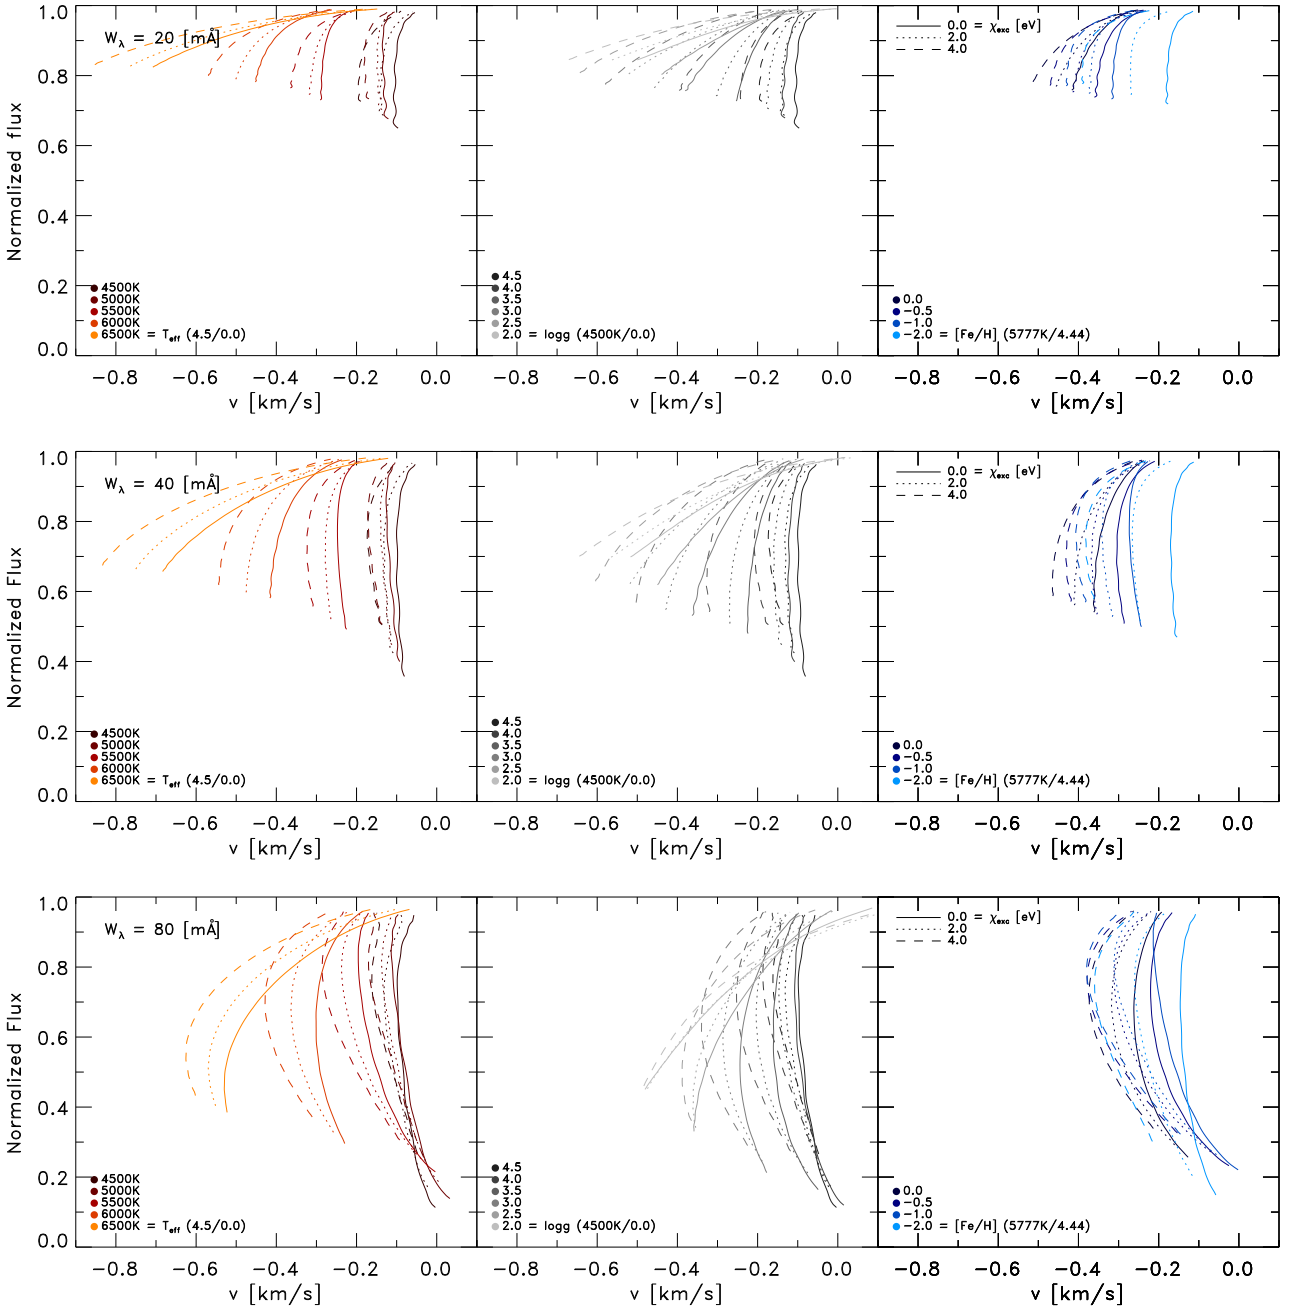 Normalized flux
1.0
0.8
0.6
0.4
0.2
0.0
W_λ = 20 [mÅ]
4500K
5000K
5500K
6000K
6500K = T_eff (4.5/0.0)
4.5
4.0
3.5
3.0
2.5
2.0 = logg (4500K/0.0)
0.0 = χ_exc [eV]
2.0
4.0
0.0
−0.5
−1.0
−2.0 = [Fe/H] (5777K/4.44)
−0.8 −0.6 −0.4 −0.2 0.0
−0.8 −0.6 −0.4 −0.2 0.0
−0.8 −0.6 −0.4 −0.2 0.0
v [km/s]
v [km/s]
v [km/s]
Normalized Flux
1.0
0.8
0.6
0.4
0.2
0.0
W_λ = 40 [mÅ]
4500K
5000K
5500K
6000K
6500K = T_eff (4.5/0.0)
4.5
4.0
3.5
3.0
2.5
2.0 = logg (4500K/0.0)
0.0 = χ_exc [eV]
2.0
4.0
0.0
−0.5
−1.0
−2.0 = [Fe/H] (5777K/4.44)
−0.8 −0.6 −0.4 −0.2 0.0
−0.8 −0.6 −0.4 −0.2 0.0
−0.8 −0.6 −0.4 −0.2 0.0
v [km/s]
v [km/s]
v [km/s]
Normalized Flux
1.0
0.8
0.6
0.4
0.2
0.0
W_λ = 80 [mÅ]
4500K
5000K
5500K
6000K
6500K = T_eff (4.5/0.0)
4.5
4.0
3.5
3.0
2.5
2.0 = logg (4500K/0.0)
0.0 = χ_exc [eV]
2.0
4.0
0.0
−0.5
−1.0
−2.0 = [Fe/H] (5777K/4.44)
−0.8 −0.6 −0.4 −0.2 0.0
−0.8 −0.6 −0.4 −0.2 0.0
−0.8 −0.6 −0.4 −0.2 0.0
v [km/s]
v [km/s]
v [km/s]